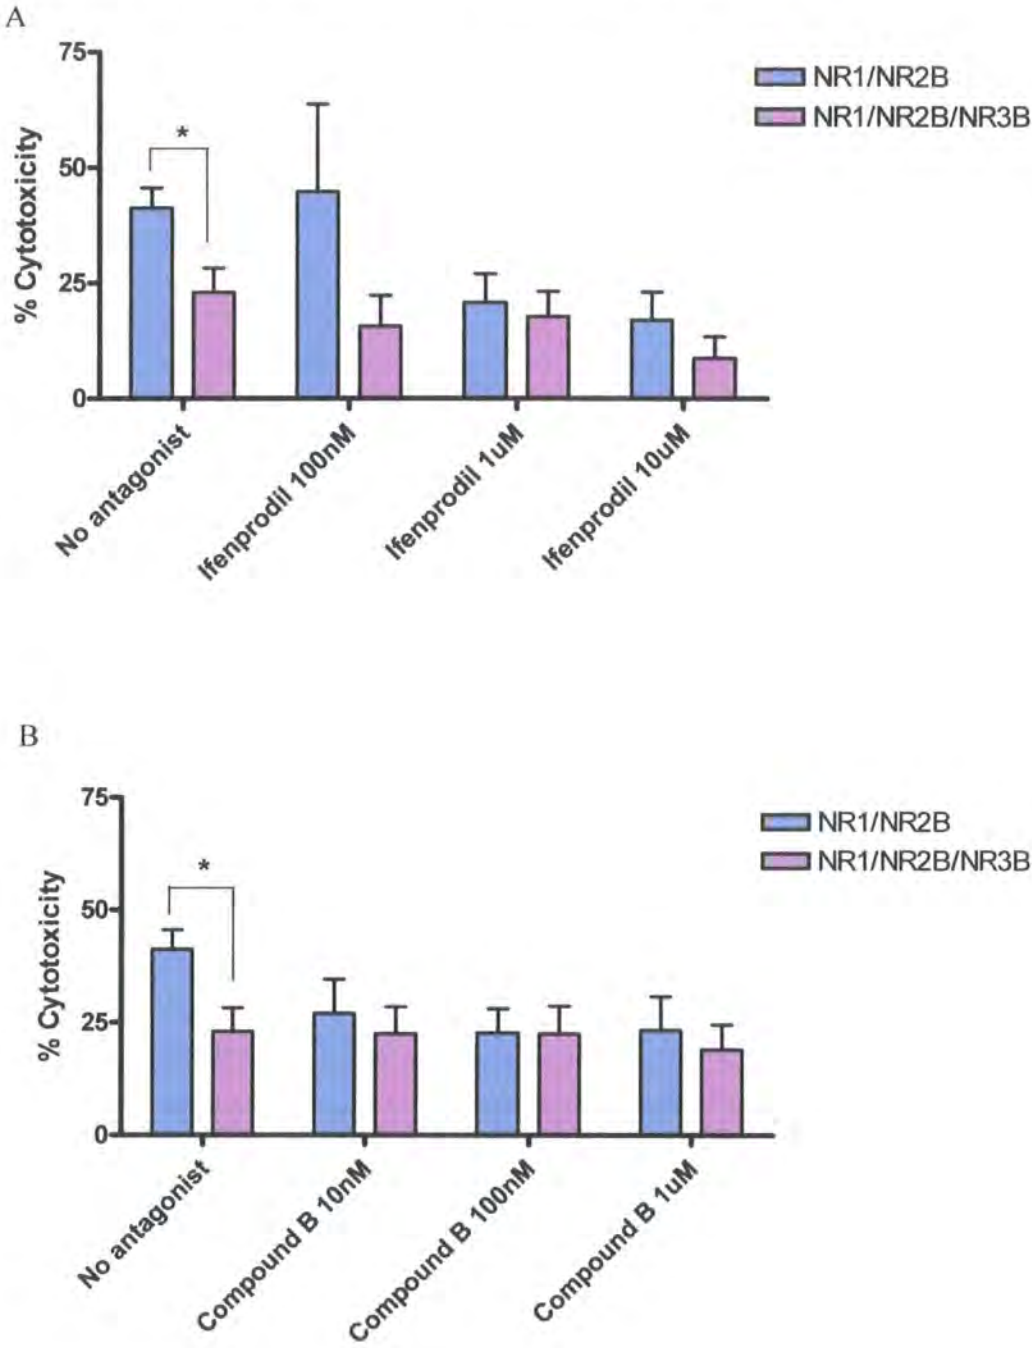 A
75
50
25
0
% Cytotoxicity
*
NR1/NR2B
NR1/NR2B/NR3B
No antagonist
Ifenprodil 100nM
Ifenprodil 1uM
Ifenprodil 10uM
B
75
50
25
0
% Cytotoxicity
*
NR1/NR2B
NR1/NR2B/NR3B
No antagonist
Compound B 10nM
Compound B 100nM
Compound B 1uM